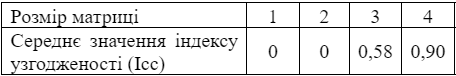 Розмір матриці 1 2 3 4
Середнє значення індексу
узгодженості (Ісс) 0 0 0,58 0,90